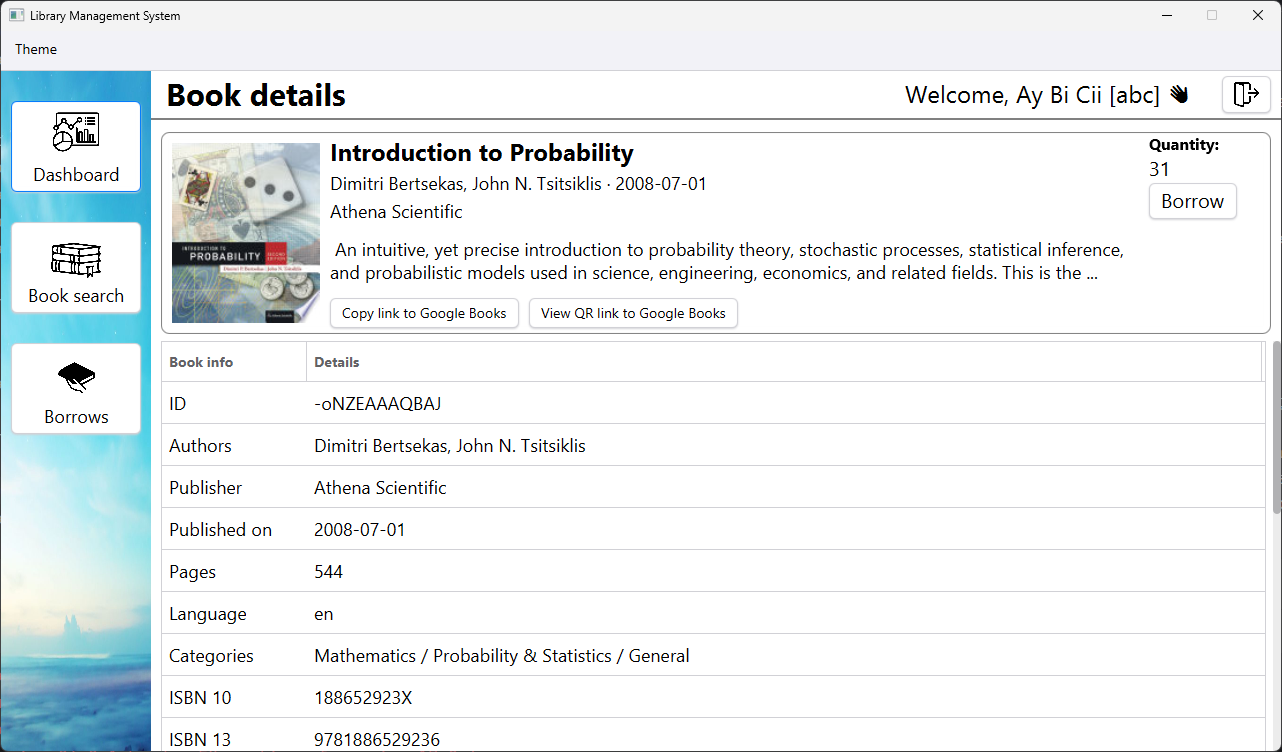 Library Management System
Theme
Dashboard
Book search
Borrows
Book details
Welcome, Ay Bi Cii [abc] 👋
INTRODUCTION TO
PROBABILITY
SECOND EDITION
Dimitri P. Bertsekas and John N. Tsitsiklis
Introduction to Probability
Dimitri Bertsekas, John N. Tsitsiklis · 2008-07-01
Athena Scientific
An intuitive, yet precise introduction to probability theory, stochastic processes, statistical inference,
and probabilistic models used in science, engineering, economics, and related fields. This is the ...
Copy link to Google Books
View QR link to Google Books
Quantity:
31
Borrow
Book info Details
ID -oNZEAAAQBAJ
Authors Dimitri Bertsekas, John N. Tsitsiklis
Publisher Athena Scientific
Published on 2008-07-01
Pages 544
Language en
Categories Mathematics / Probability & Statistics / General
ISBN 10 188652923X
ISBN 13 9781886529236